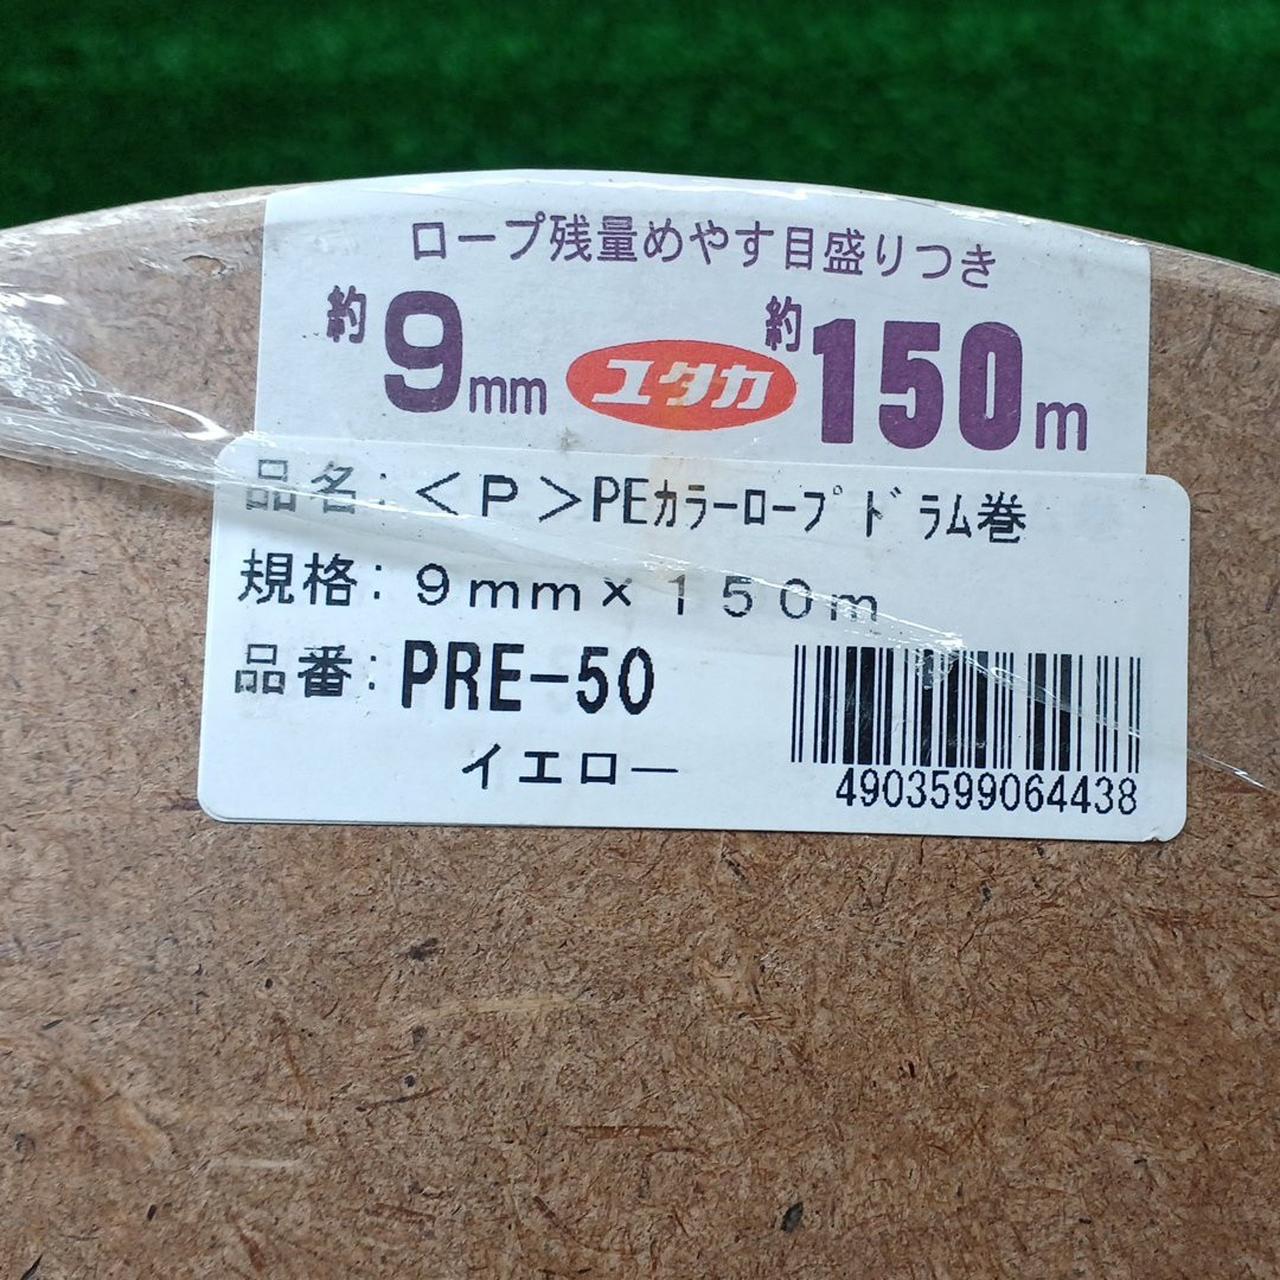 ロープ残量めやす目盛りつき
約9mm ユタカ 約150m
品名:＜Ｐ＞PEｶﾗｰﾛｰﾌﾟﾄﾞﾗﾑ巻
規格:９ｍｍ×１５０ｍ
品番:PRE-50
イエロー
4903599064438